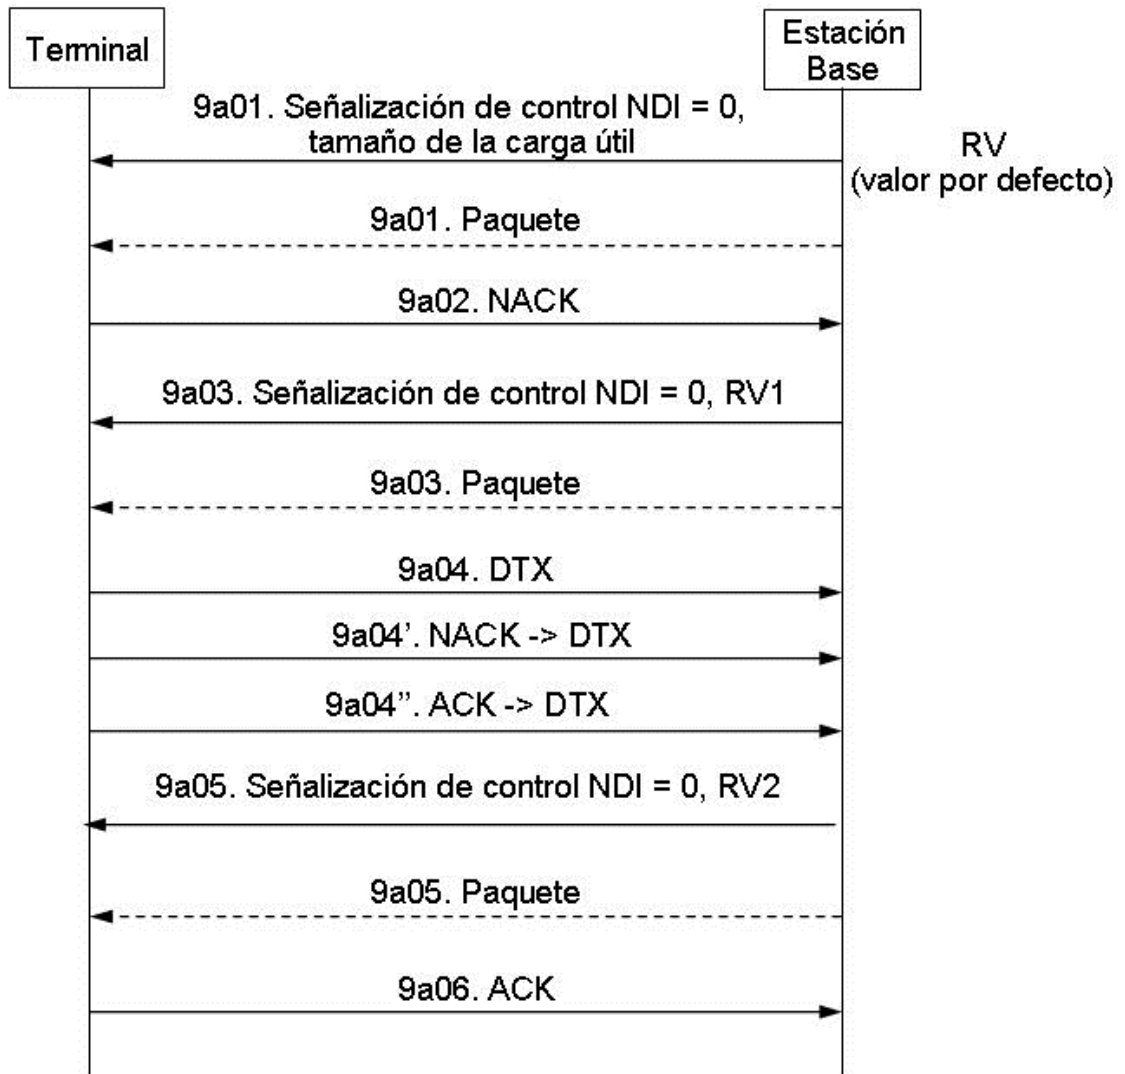 Terminal
Estación
Base
9a01. Señalización de control NDI = 0,
tamaño de la carga útil
RV
(valor por defecto)
9a01. Paquete
9a02. NACK
9a03. Señalización de control NDI = 0, RV1
9a03. Paquete
9a04. DTX
9a04’. NACK -> DTX
9a04”. ACK -> DTX
9a05. Señalización de control NDI = 0, RV2
9a05. Paquete
9a06. ACK